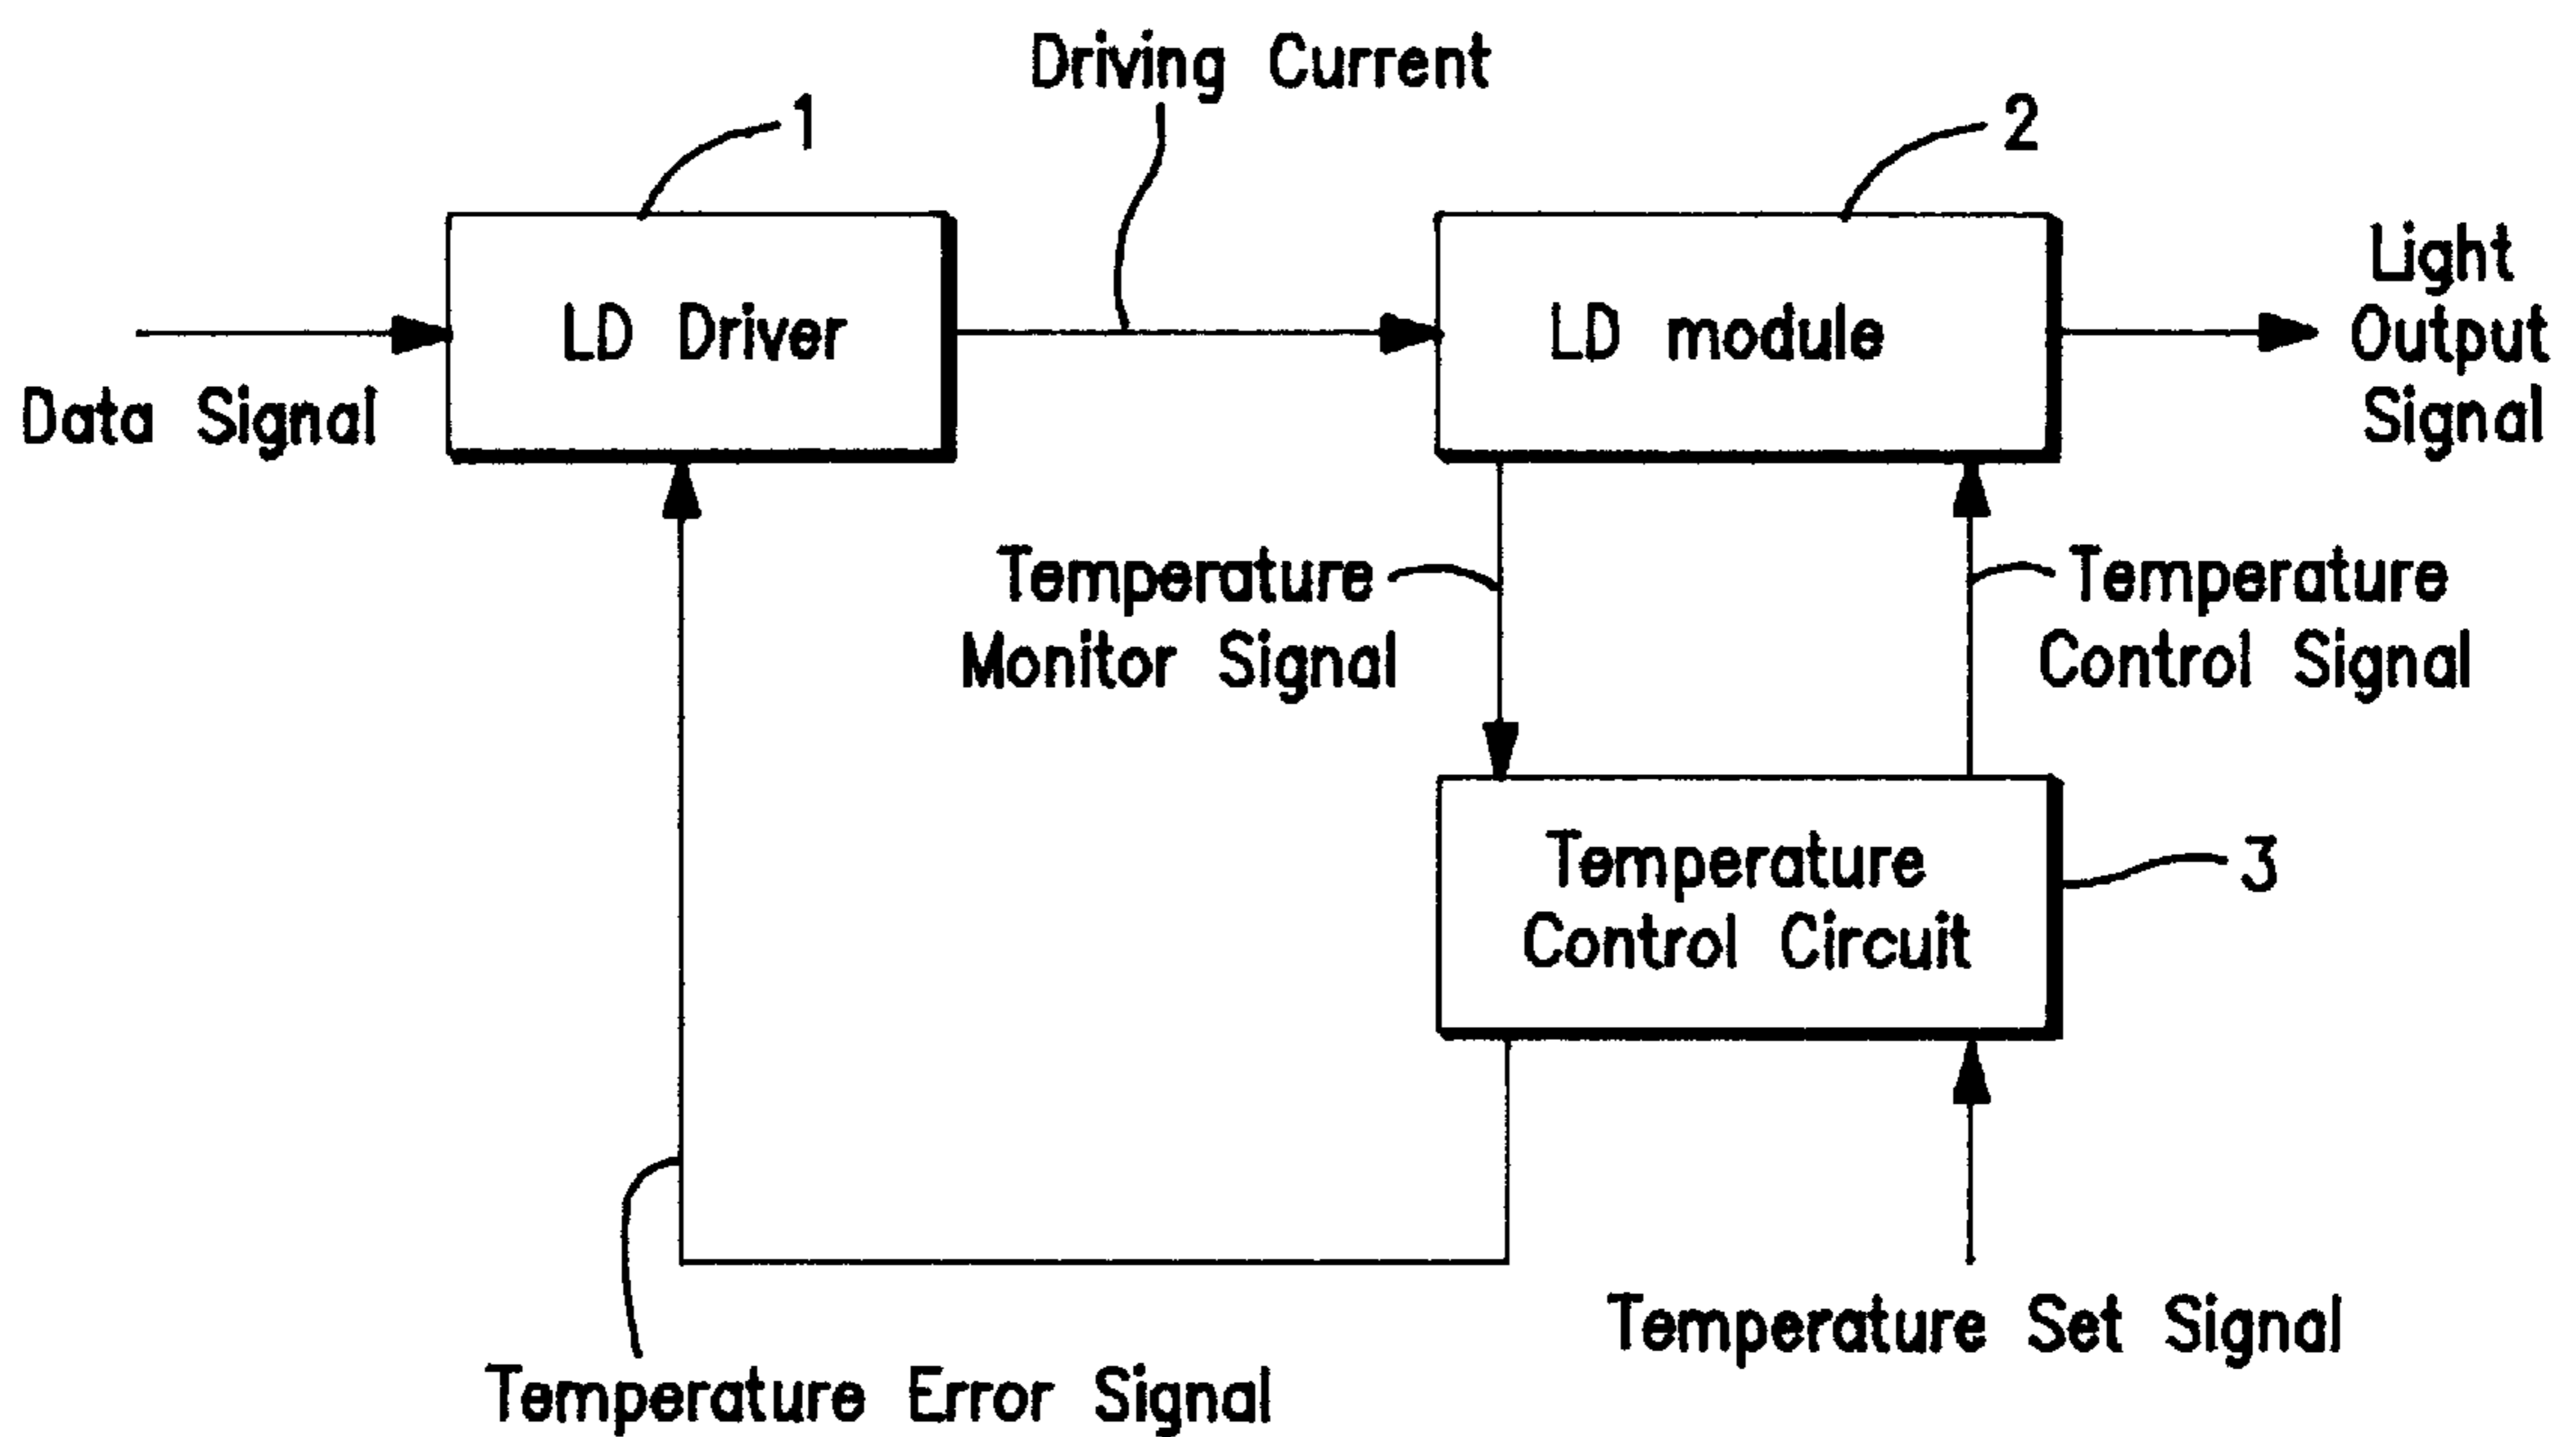 Driving Current
1
2
LD Driver
LD module
Light
Output
Signal
Data Signal
Temperature
Monitor Signal
Temperature
Control Signal
Temperature
Control Circuit
3
Temperature Set Signal
Temperature Error Signal